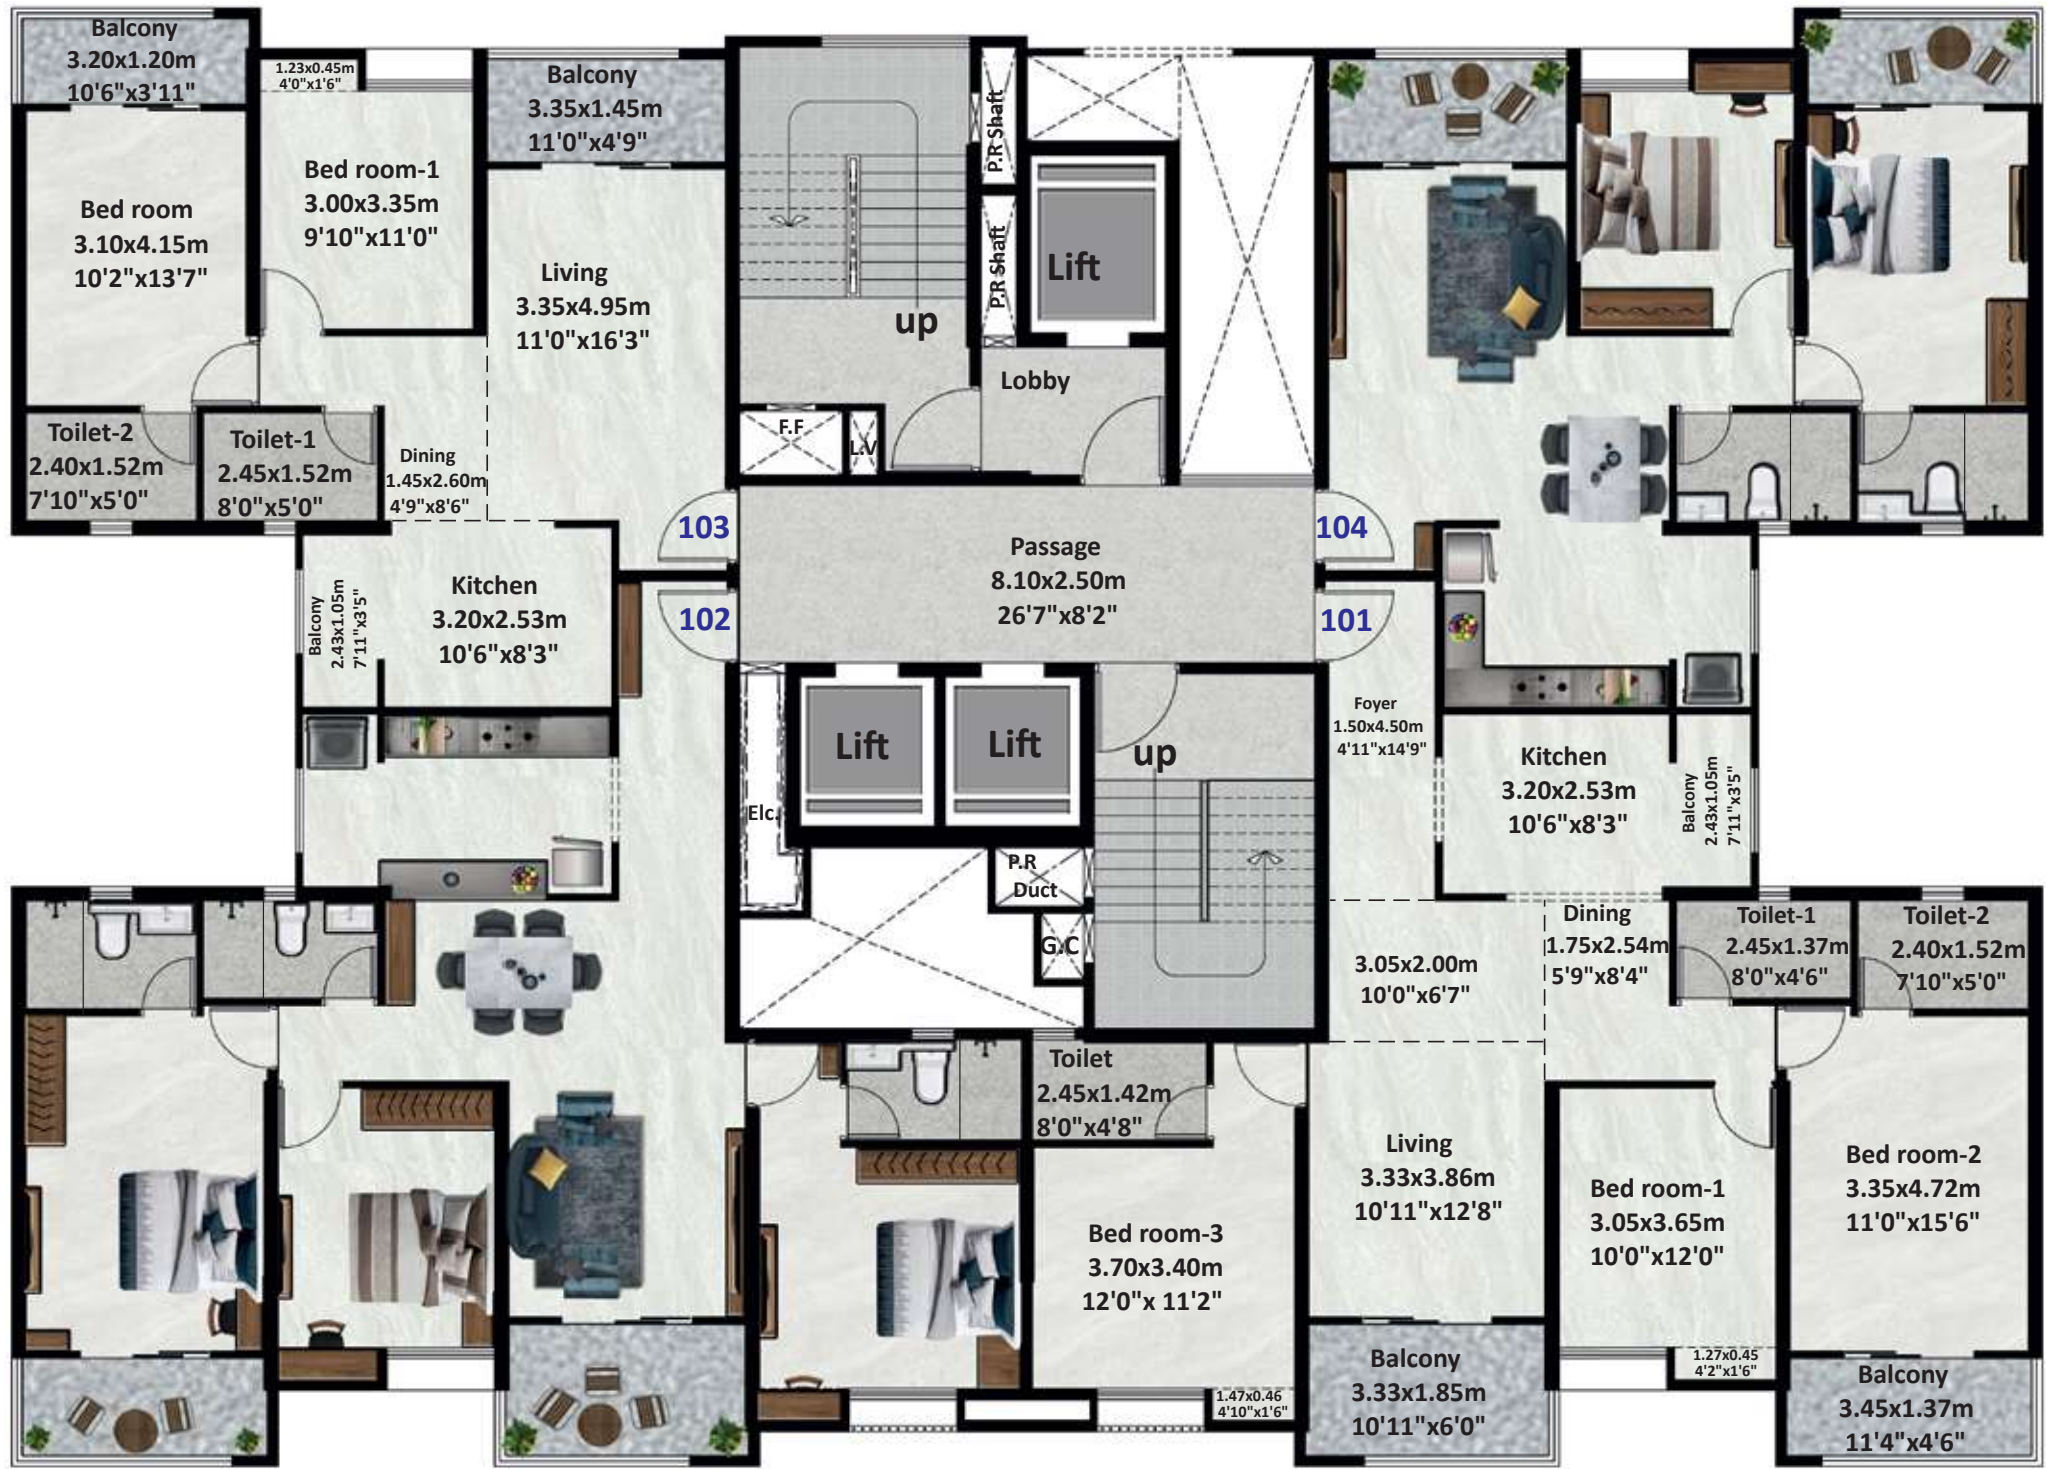 Balcony
3.20x1.20m
10'6"x3'11"
1.23x0.45m
4'0"x1'6"
Balcony
3.35x1.45m
11'0"x4'9"
Bed room
3.10x4.15m
10'2"x13'7"
Bed room-1
3.00x3.35m
9'10"x11'0"
Living
3.35x4.95m
11'0"x16'3"
up
P.R Shaft
P.R Shaft
Lift
Lobby
F.F
L.V
Toilet-2
2.40x1.52m
7'10"x5'0"
Toilet-1
2.45x1.52m
8'0"x5'0"
Dining
1.45x2.60m
4'9"x8'6"
103
104
Passage
8.10x2.50m
26'7"x8'2"
102
101
Balcony
2.43x1.05m
7'11"x3'5"
Kitchen
3.20x2.53m
10'6"x8'3"
Lift
Lift
up
Elc.
P.R
Duct
G.C
Foyer
1.50x4.50m
4'11"x14'9"
Kitchen
3.20x2.53m
10'6"x8'3"
Balcony
2.43x1.05m
7'11"x3'5"
3.05x2.00m
10'0"x6'7"
Dining
1.75x2.54m
5'9"x8'4"
Toilet-1
2.45x1.37m
8'0"x4'6"
Toilet-2
2.40x1.52m
7'10"x5'0"
Toilet
2.45x1.42m
8'0"x4'8"
Living
3.33x3.86m
10'11"x12'8"
Bed room-1
3.05x3.65m
10'0"x12'0"
Bed room-2
3.35x4.72m
11'0"x15'6"
Bed room-3
3.70x3.40m
12'0"x 11'2"
1.47x0.46
4'10"x1'6"
Balcony
3.33x1.85m
10'11"x6'0"
1.27x0.45
4'2"x1'6"
Balcony
3.45x1.37m
11'4"x4'6"